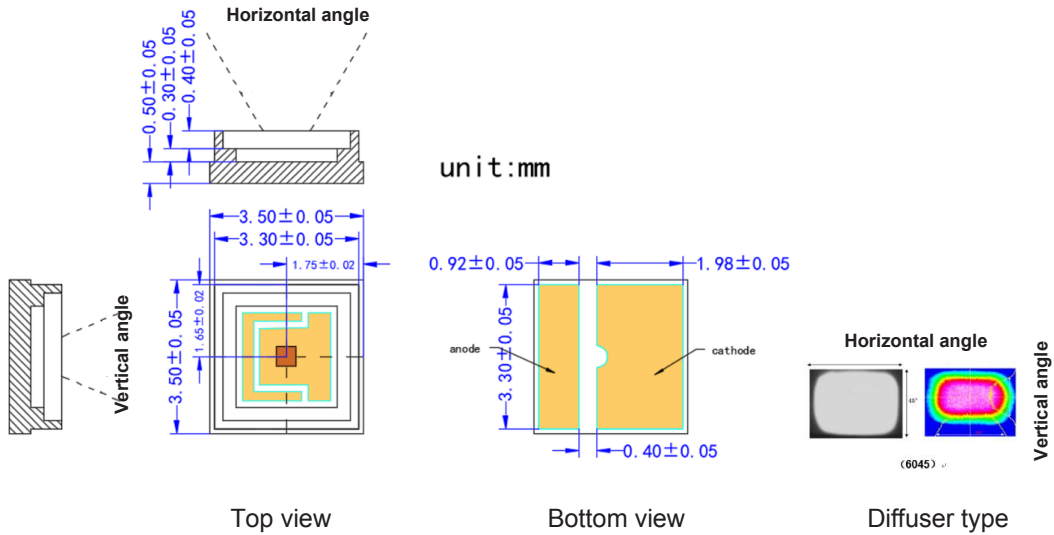 Horizontal angle
0.50±0.05
0.30±0.05
0.40±0.05
unit:mm
3.50±0.05
3.30±0.05
1.75±0.02
3.50±0.05
1.65±0.02
Vertical angle
0.92±0.05
1.98±0.05
3.30±0.05
anode
cathode
0.40±0.05
Horizontal angle
45°
Vertical angle
(6045)
Top view
Bottom view
Diffuser type